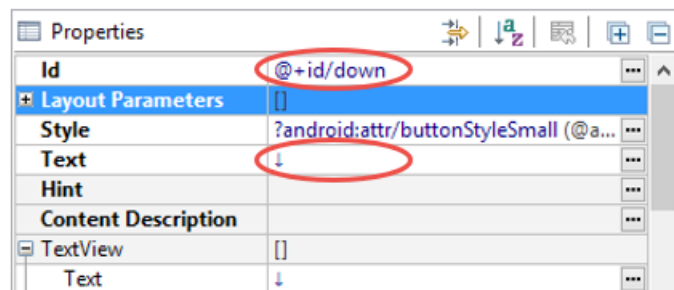 Properties
Id @+id/down
Layout Parameters []
Style ?android:attr/buttonStyleSmall (@a...
Text ↓
Hint
Content Description
TextView []
Text ↓